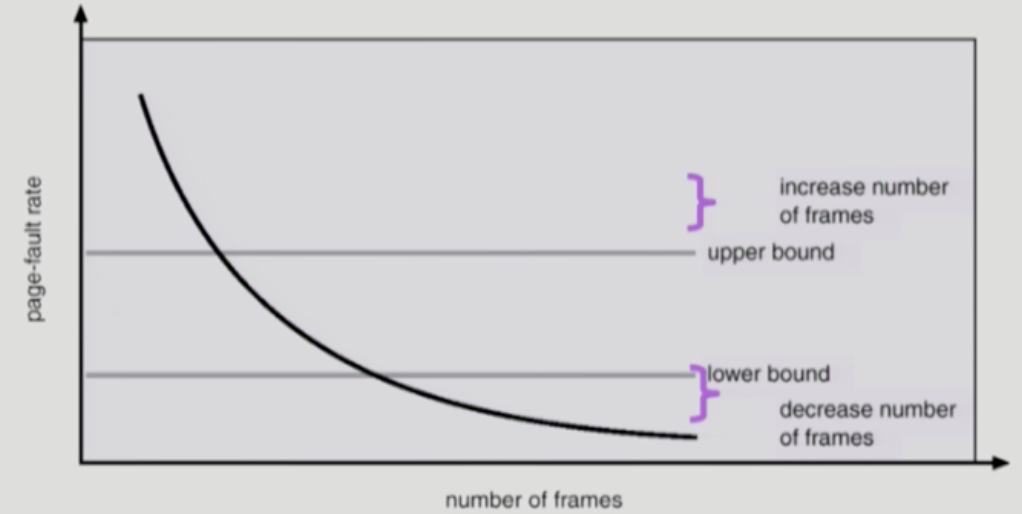 increase number
of frames
upper bound
page-fault rate
lower bound
decrease number
of frames
number of frames